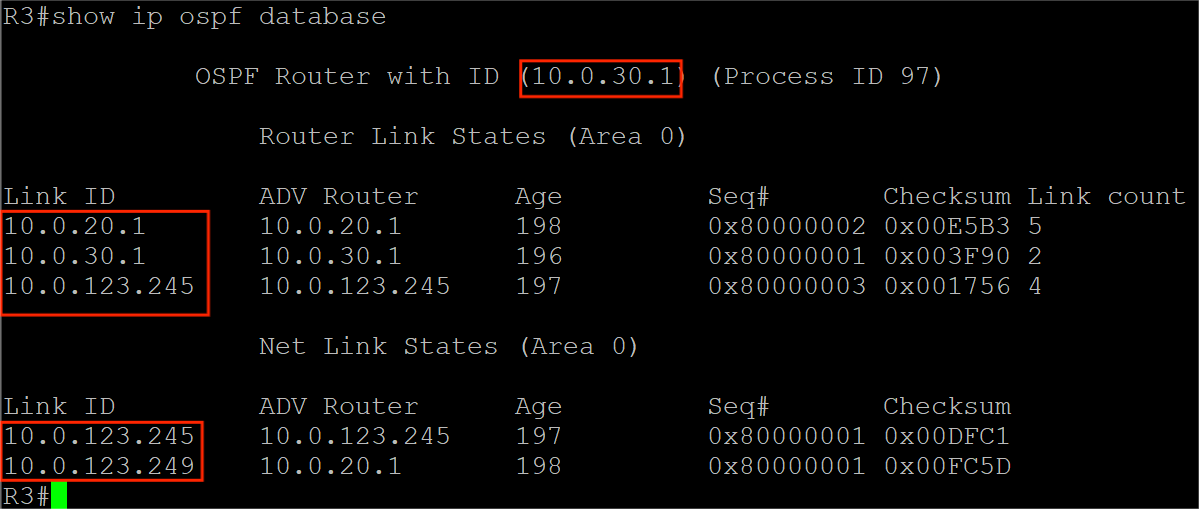 R3#show ip ospf database
OSPF Router with ID (10.0.30.1) (Process ID 97)
Router Link States (Area 0)
Link ID ADV Router Age Seq# Checksum Link count
10.0.20.1 10.0.20.1 198 0x80000002 0x00E5B3 5
10.0.30.1 10.0.30.1 196 0x80000001 0x003F90 2
10.0.123.245 10.0.123.245 197 0x80000003 0x001756 4
Net Link States (Area 0)
Link ID ADV Router Age Seq# Checksum
10.0.123.245 10.0.123.245 197 0x80000001 0x00DFC1
10.0.123.249 10.0.20.1 198 0x80000001 0x00FC5D
R3#